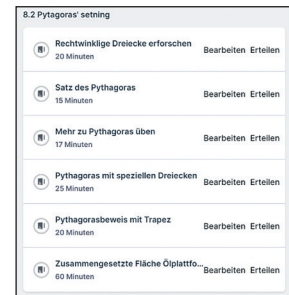 8.2 Pytagoras' setning
Rechtwinklige Dreiecke erforschen
20 Minuten
Bearbeiten Erteilen
Satz des Pythagoras
15 Minuten
Bearbeiten Erteilen
Mehr zu Pythagoras üben
17 Minuten
Bearbeiten Erteilen
Pythagoras mit speziellen Dreiecken
25 Minuten
Bearbeiten Erteilen
Pythagorasbeweis mit Trapez
20 Minuten
Bearbeiten Erteilen
Zusammengesetzte Fläche Ölplattfo...
60 Minuten
Bearbeiten Erteilen